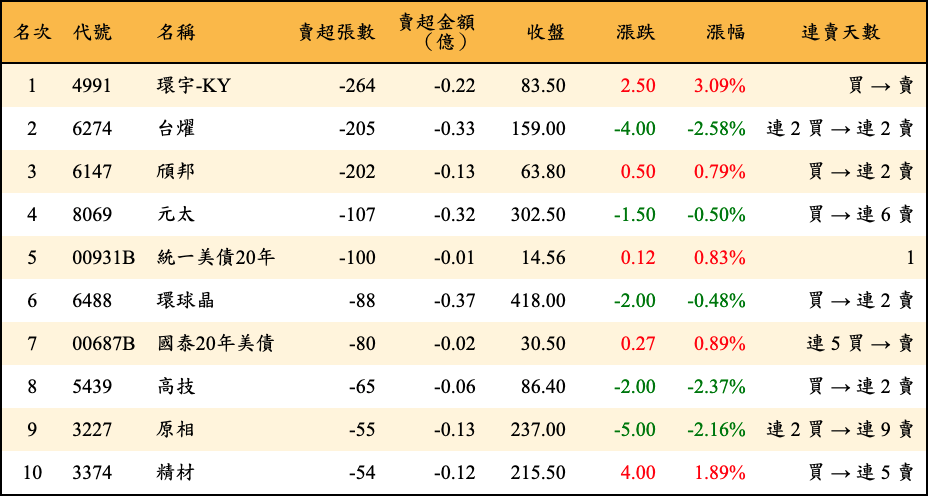 名次 代號 名稱 賣超張數 賣超金額（億） 收盤 漲跌 漲幅 連賣天數
1 4991 環宇-KY -264 -0.22 83.50 2.50 3.09% 買 → 賣
2 6274 台燿 -205 -0.33 159.00 -4.00 -2.58% 連 2 買 → 連 2 賣
3 6147 頎邦 -202 -0.13 63.80 0.50 0.79% 買 → 連 2 賣
4 8069 元太 -107 -0.32 302.50 -1.50 -0.50% 買 → 連 6 賣
5 00931B 統一美債20年 -100 -0.01 14.56 0.12 0.83% 1
6 6488 環球晶 -88 -0.37 418.00 -2.00 -0.48% 買 → 連 2 賣
7 00687B 國泰20年美債 -80 -0.02 30.50 0.27 0.89% 連 5 買 → 賣
8 5439 高技 -65 -0.06 86.40 -2.00 -2.37% 買 → 連 2 賣
9 3227 原相 -55 -0.13 237.00 -5.00 -2.16% 連 2 買 → 連 9 賣
10 3374 精材 -54 -0.12 215.50 4.00 1.89% 買 → 連 5 賣